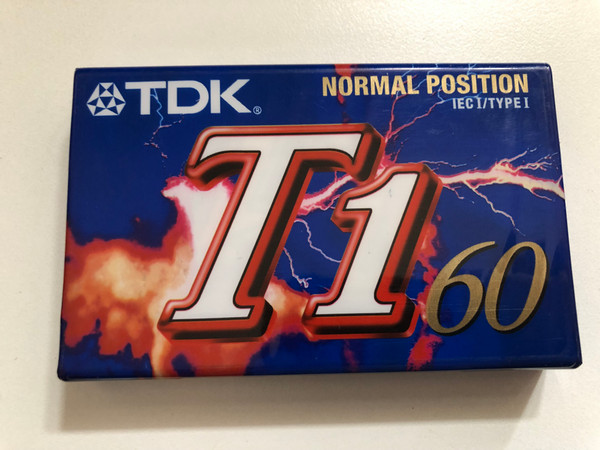 TDK®
NORMAL POSITION
IEC I/TYPE I
T1
60